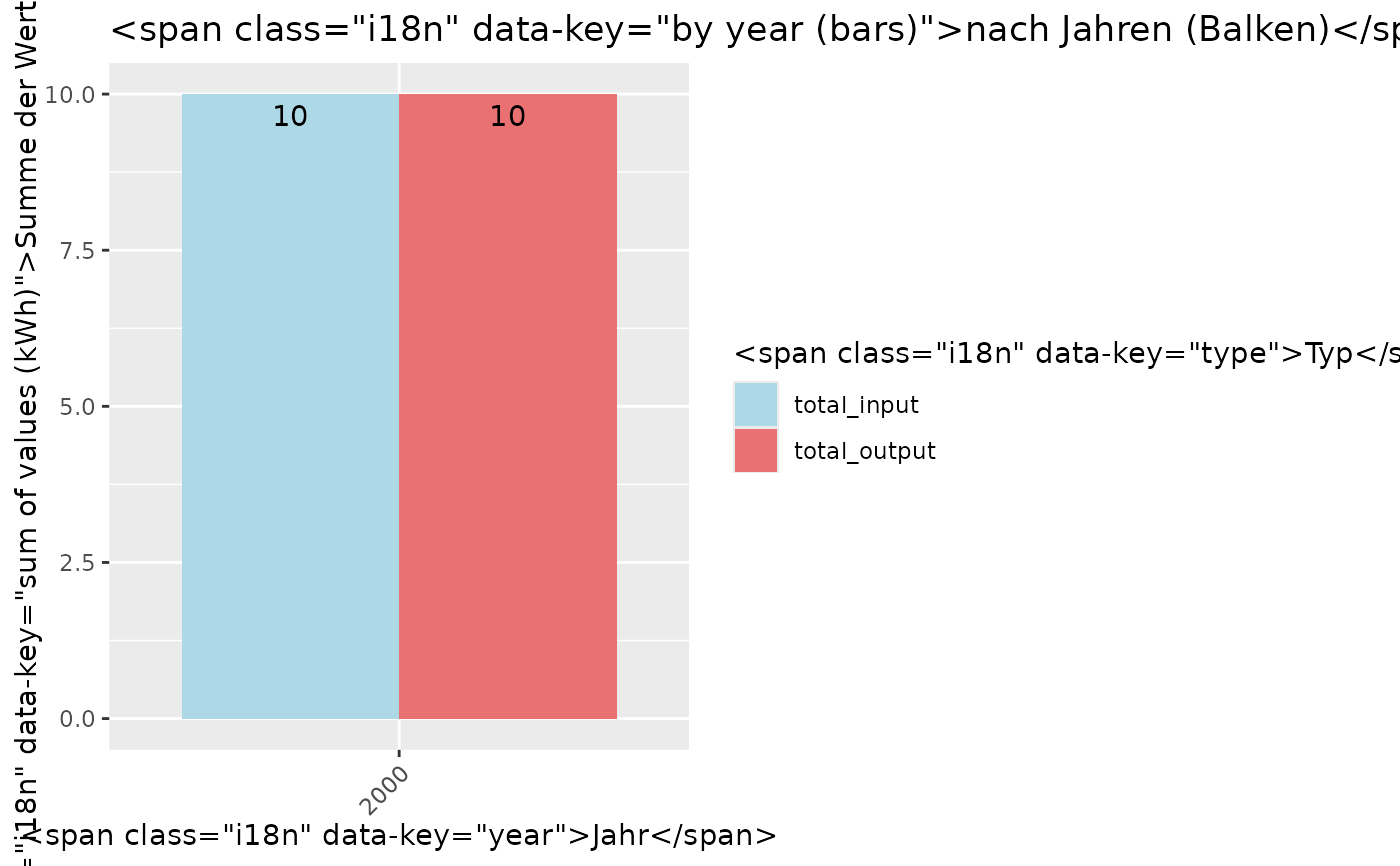 <span class="i18n" data-key="by year (bars)">nach Jahren (Balken)</sp
="i18n" data-key="sum of values (kWh)">Summe der Wert
10.0
7.5
5.0
2.5
0.0
10
10
2000
<span class="i18n" data-key="year">Jahr</span>
<span class="i18n" data-key="type">Typ</s
total_input
total_output